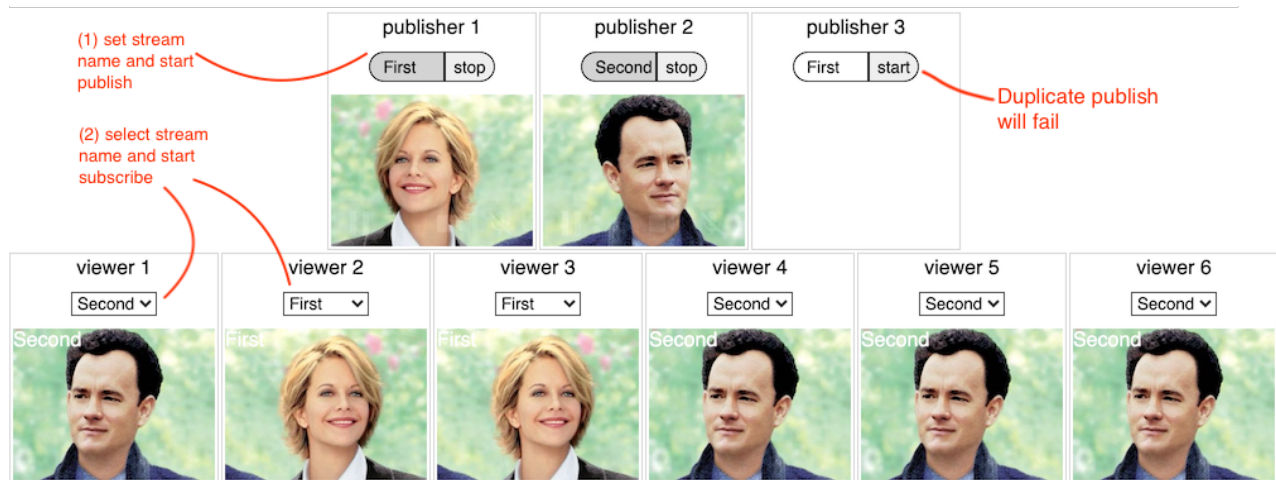 publisher 1
publisher 2
publisher 3
(1) set stream
name and start
publish
First
stop
Second
stop
First
start
Duplicate publish
will fail
(2) select stream
name and start
subscribe
viewer 1
viewer 2
viewer 3
viewer 4
viewer 5
viewer 6
Second
First
First
Second
Second
Second
Second
First
First
Second
Second
Second